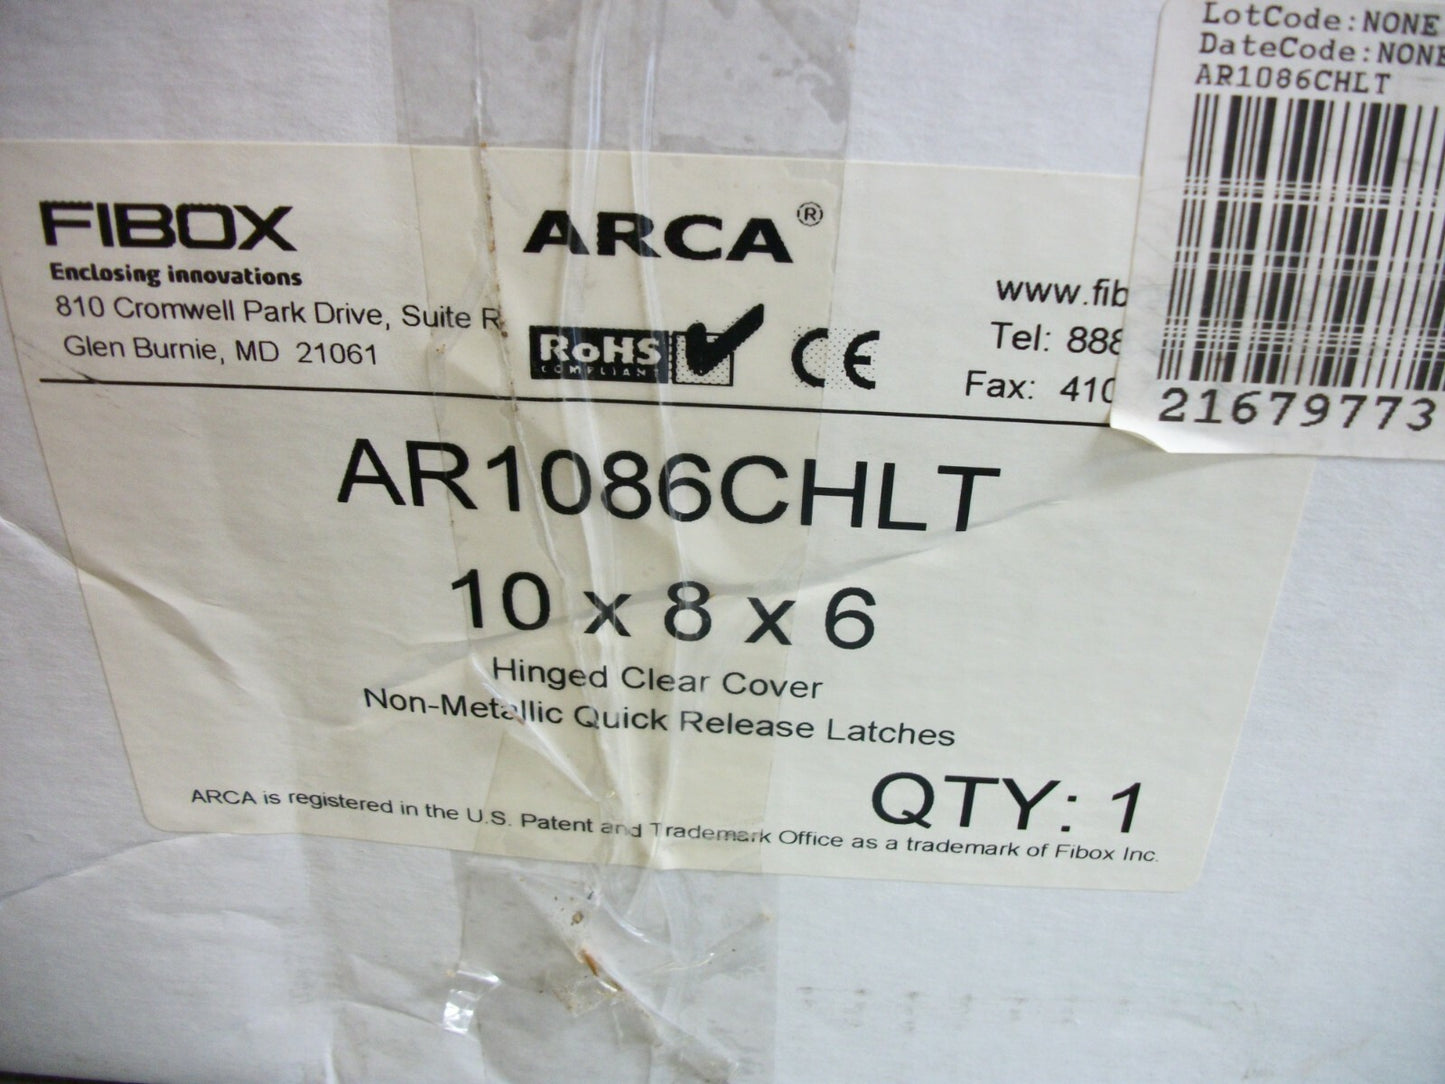 LotCode:NONE
DateCode:NONE
AR1086CHLT
21679773
FIBOX
Enclosing innovations
810 Cromwell Park Drive, Suite R
Glen Burnie, MD 21061
ARCA®
RoHS
COMPLIANT
CE
www.fib
Tel: 888
Fax: 410
AR1086CHLT
10 x 8 x 6
Hinged Clear Cover
Non-Metallic Quick Release Latches
QTY: 1
ARCA is registered in the U.S. Patent and Trademark Office as a trademark of Fibox Inc.